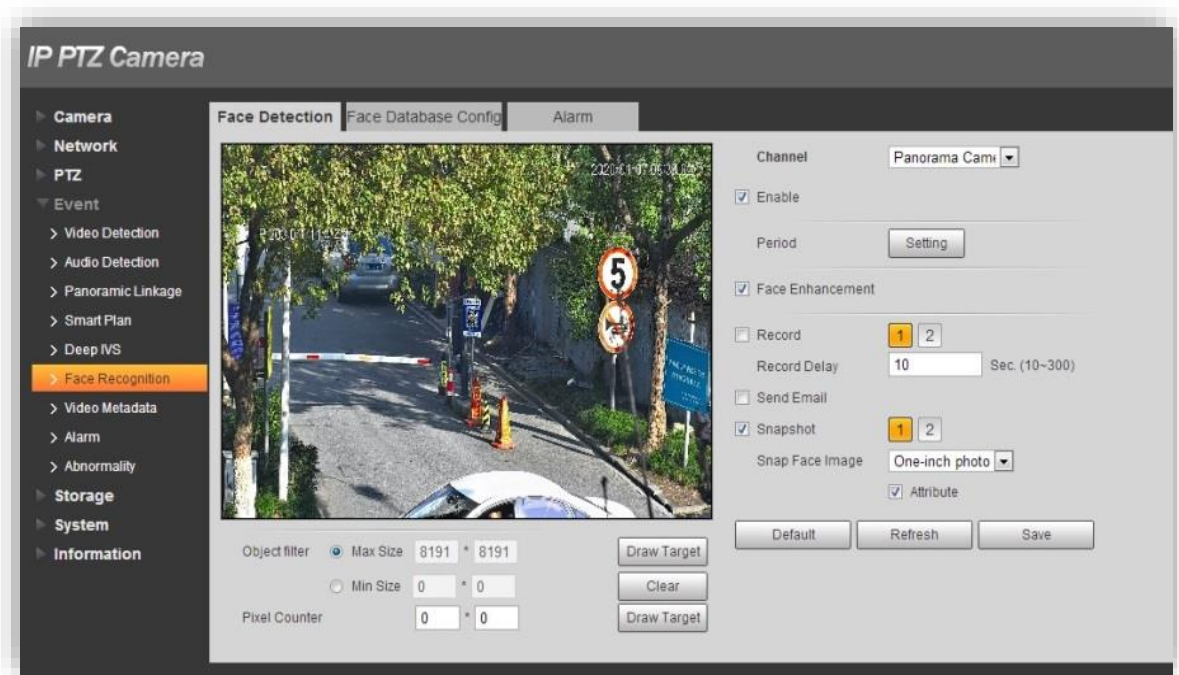 IP PTZ Camera
Camera
Network
PTZ
Event
Video Detection
Audio Detection
Panoramic Linkage
Smart Plan
Deep IVS
Face Recognition
Video Metadata
Alarm
Abnormality
Storage
System
Information
Face Detection Face Database Config Alarm
5
Object filter Max Size 8191 * 8191 Draw Target
Min Size 0 * 0 Clear
Pixel Counter 0 * 0 Draw Target
Channel Panorama Came
Enable
Period Setting
Face Enhancement
Record 1 2
Record Delay 10 Sec. (10~300)
Send Email
Snapshot 1 2
Snap Face Image One-inch photo
Attribute
Default Refresh Save